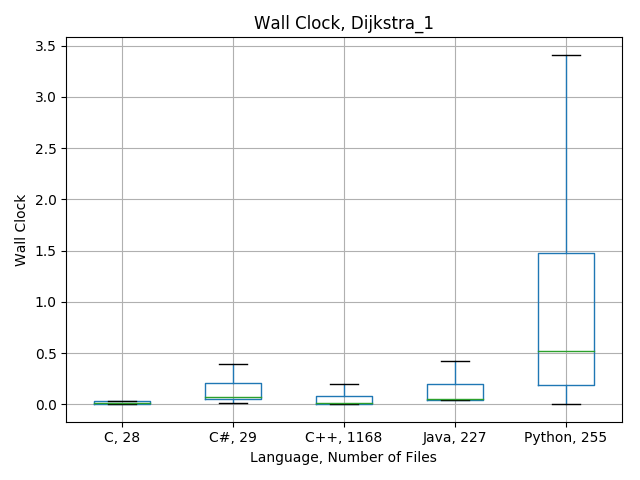 Wall Clock, Dijkstra_1
3.5
3.0
2.5
2.0
1.5
1.0
0.5
0.0
Wall Clock
C, 28
C#, 29
C++, 1168
Java, 227
Python, 255
Language, Number of Files